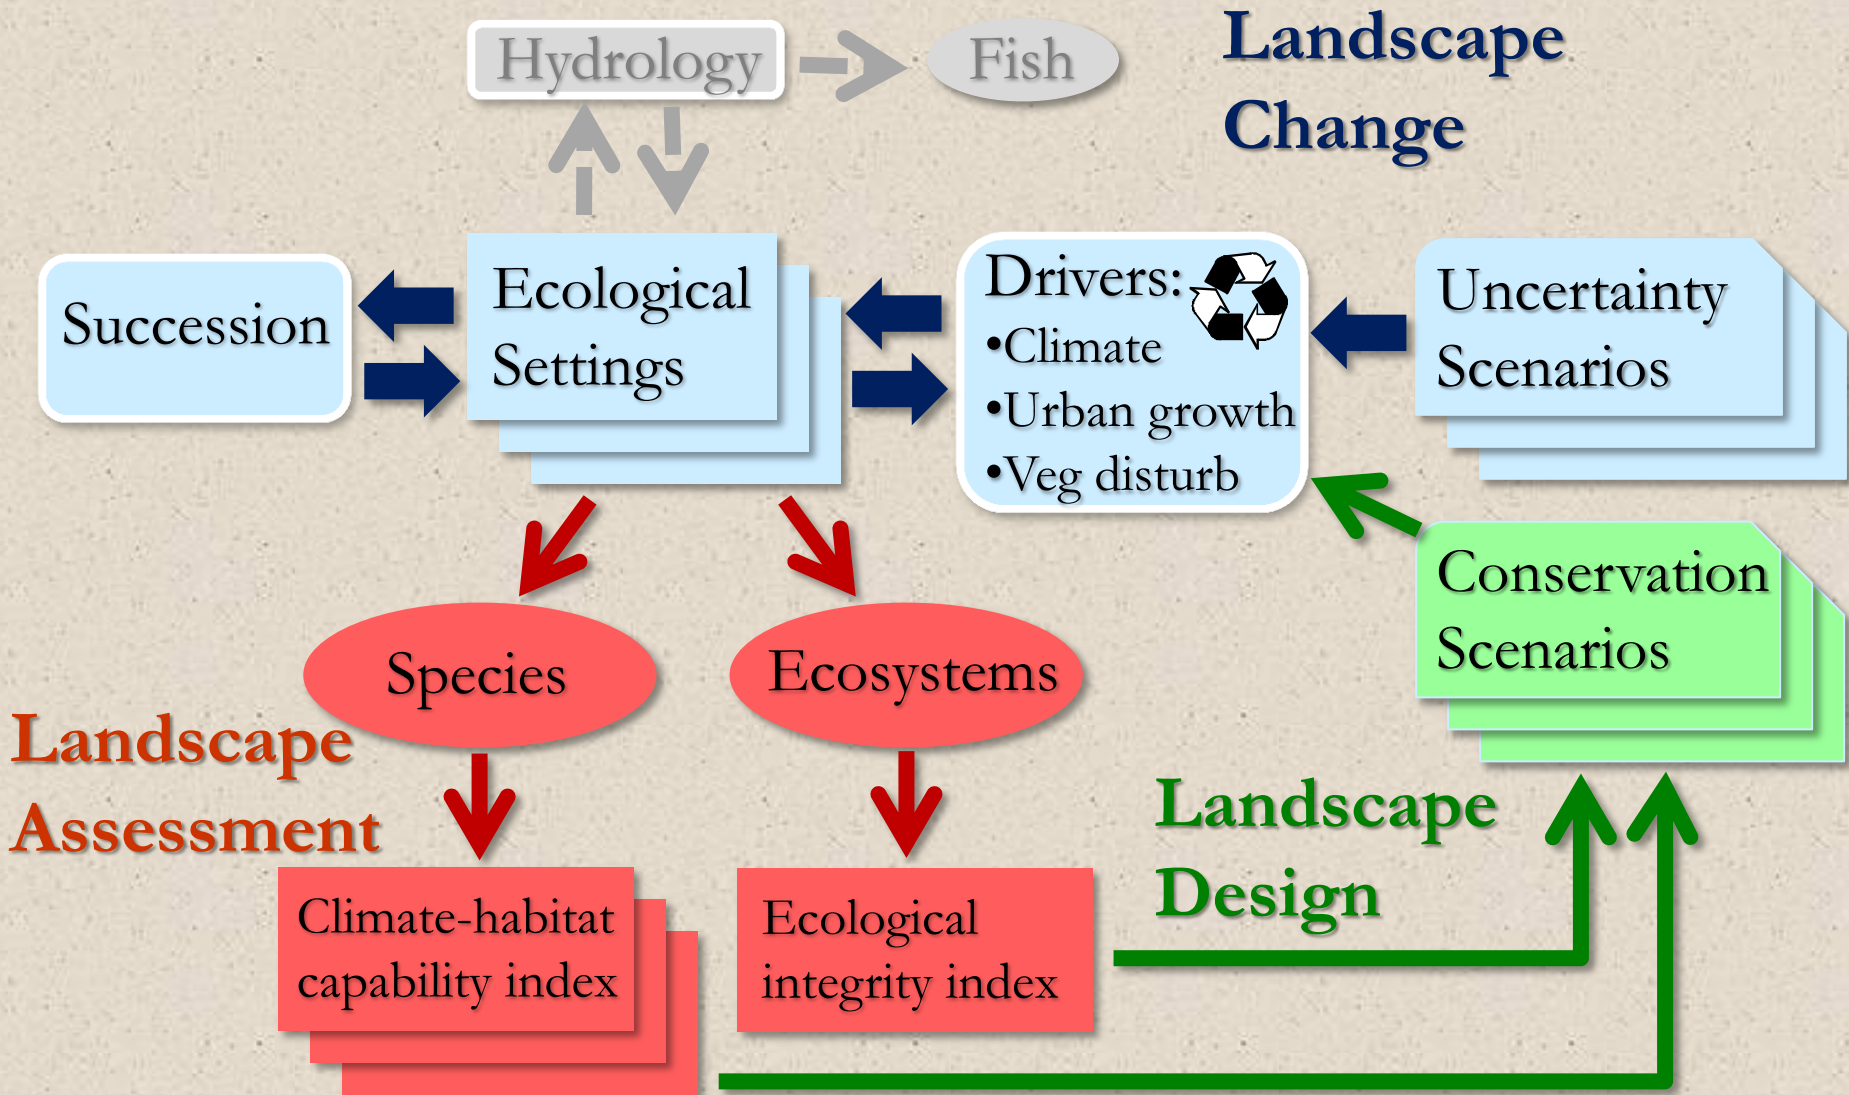 Hydrology
Fish
Landscape
Change
Succession
Ecological
Settings
Drivers:
•Climate
•Urban growth
•Veg disturb
Uncertainty
Scenarios
Conservation
Scenarios
Species
Ecosystems
Landscape
Assessment
Landscape
Design
Climate-habitat
capability index
Ecological
integrity index